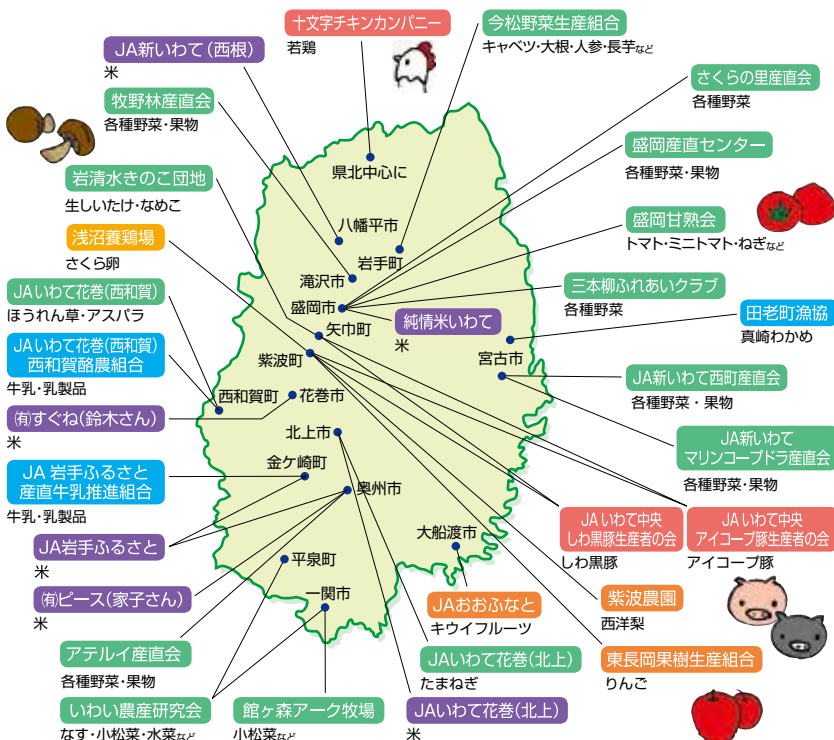 十文字チキンカンパニー
若鶏
今松野菜生産組合
キャベツ・大根・人参・長芋など
JA新いわて(西根)
米
牧野林産直会
各種野菜・果物
さくらの里産直会
各種野菜
盛岡産直センター
各種野菜・果物
岩清水きのこ団地
生しいたけ・なめこ
浅沼養鶏場
さくら卵
盛岡甘熟会
トマト・ミニトマト・ねぎなど
三本柳ふれあいクラブ
各種野菜
JAいわて花巻(西和賀)
ほうれん草・アスパラ
田老町漁協
真崎わかめ
JAいわて花巻(西和賀)
西和賀酪農組合
牛乳・乳製品
JA新いわて西町産直会
各種野菜・果物
㈲すぐね(鈴木さん)
米
JA新いわて
マリンコープドラ産直会
各種野菜・果物
JA 岩手ふるさと
産直牛乳推進組合
牛乳・乳製品
JA岩手ふるさと
米
㈲ピース(家子さん)
米
アテルイ産直会
各種野菜・果物
いわい農産研究会
なす・小松菜・水菜など
館ヶ森アーク牧場
小松菜など
県北中心に
八幡平市
岩手町
滝沢市
盛岡市
純情米いわて
米
矢巾町
紫波町
宮古市
西和賀町
花巻市
北上市
金ケ崎町
奥州市
大船渡市
平泉町
一関市
JAいわて中央
しわ黒豚生産者の会
しわ黒豚
JAいわて中央
アイコープ豚生産者の会
アイコープ豚
JAおおふなと
キウイフルーツ
紫波農園
西洋梨
JAいわて花巻(北上)
たまねぎ
東長岡果樹生産組合
りんご
JAいわて花巻(北上)
米